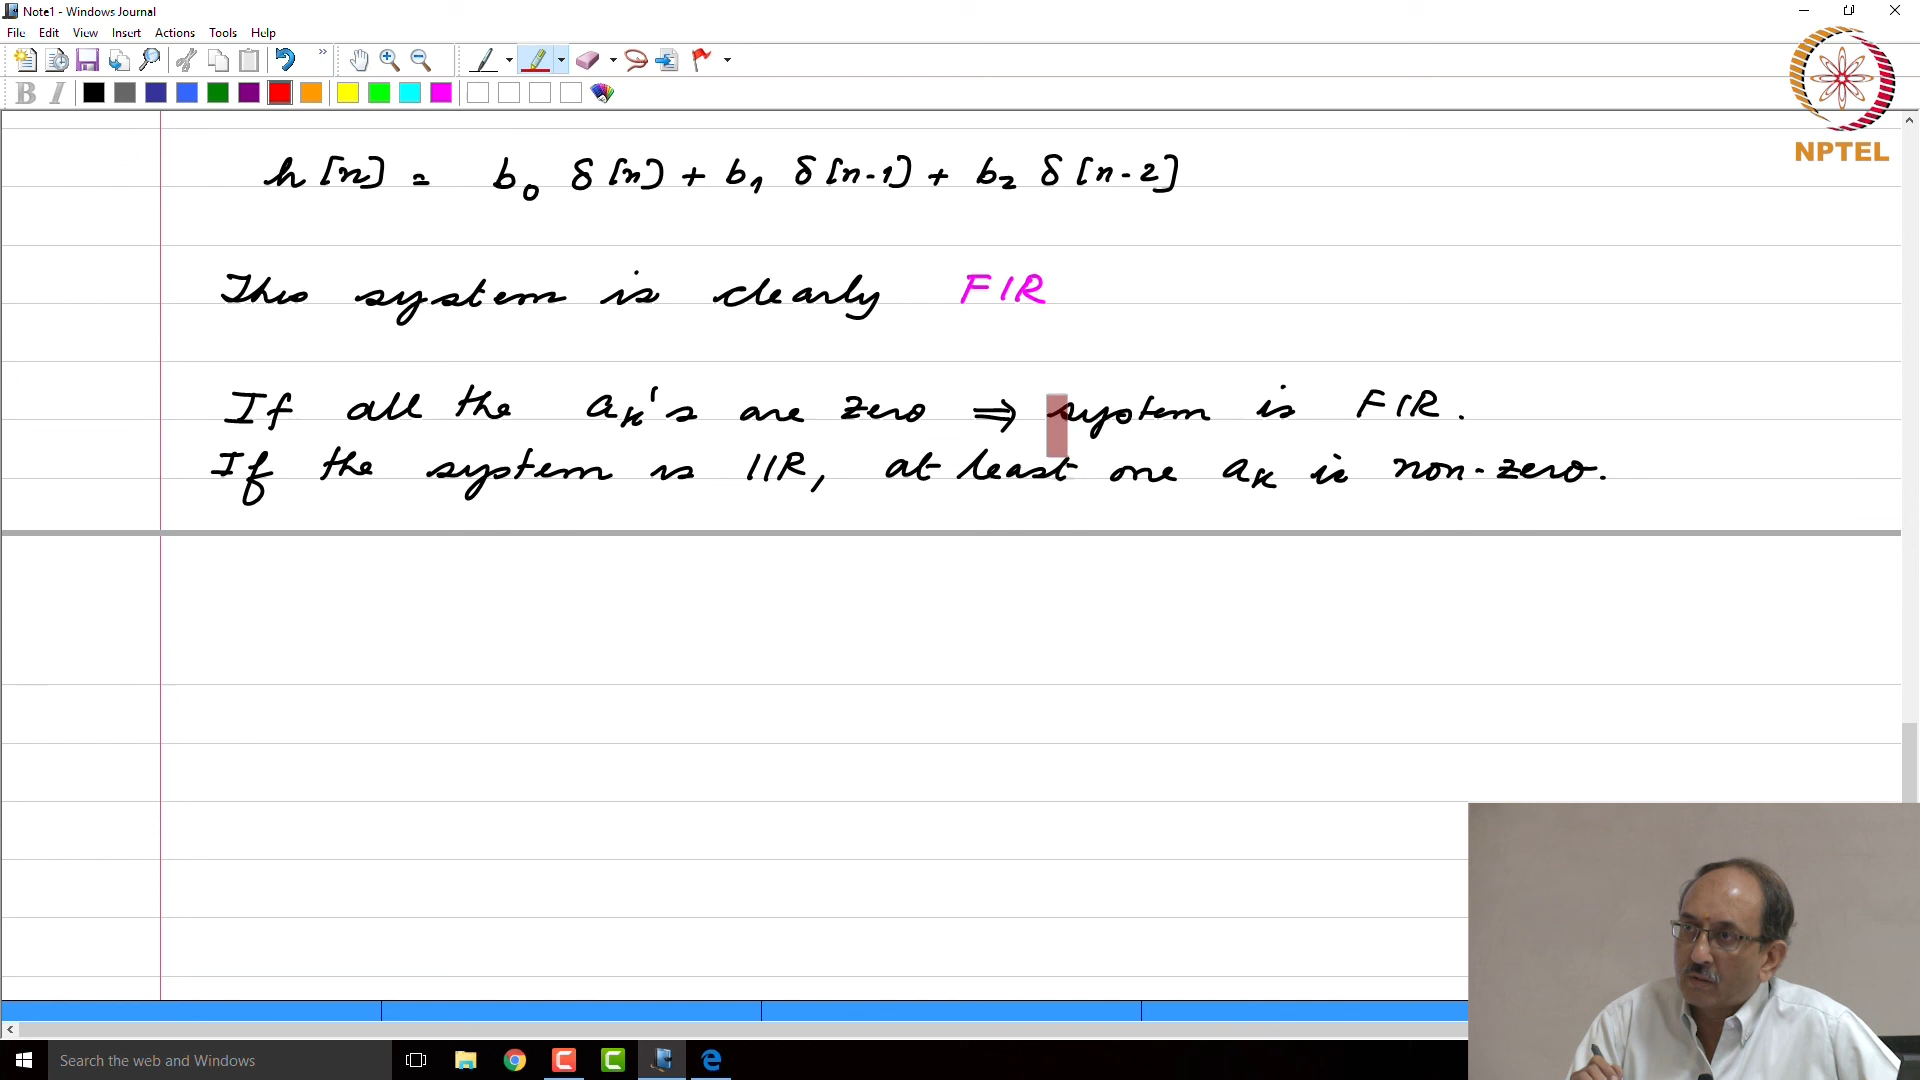 Note1 - Windows Journal
File Edit View Insert Actions Tools Help
B I
NPTEL
h[n] = b₀ δ[n] + b₁ δ[n-1] + b₂ δ[n-2]
This system is clearly FIR
If all the aₖ's are zero ⇒ system is FIR.
If the system is IIR, at least one aₖ is non-zero.
Search the web and Windows